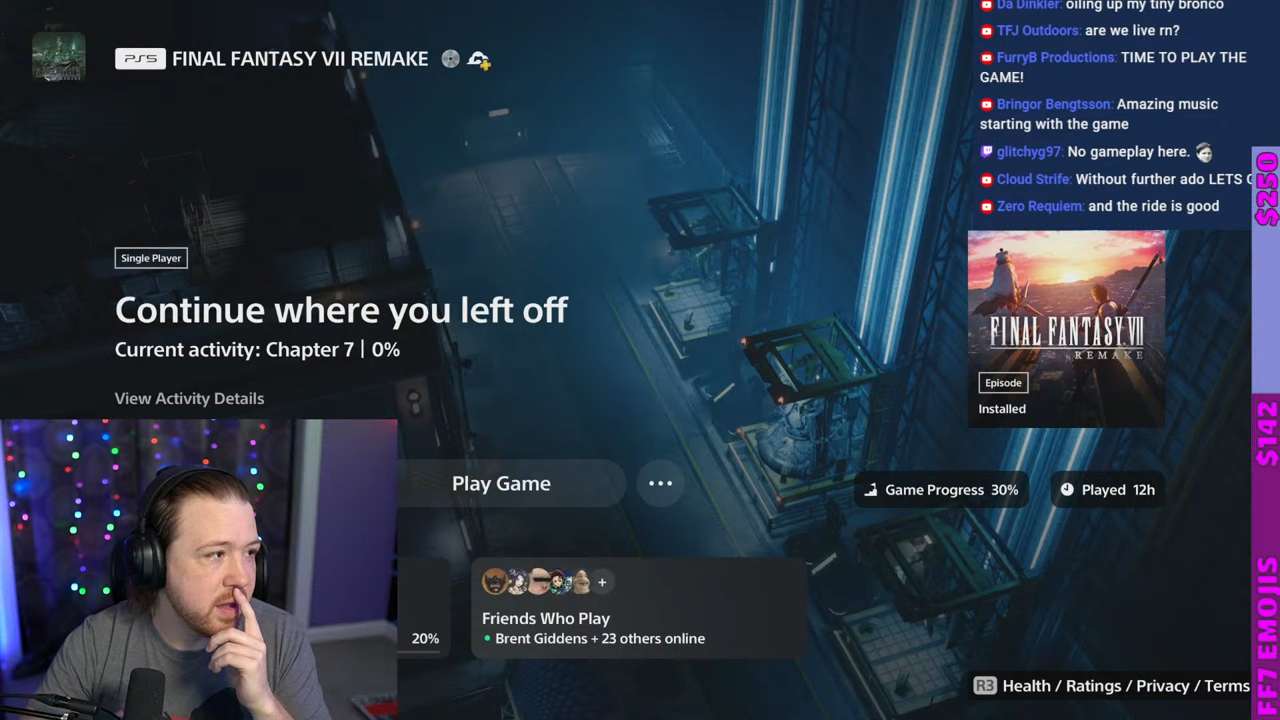 PS5 FINAL FANTASY VII REMAKE
Da Dinkler: oiling up my tiny bronco
TFJ Outdoors: are we live rn?
FurryB Productions: TIME TO PLAY THE
GAME!
Bringor Bengtsson: Amazing music
starting with the game
glitchyg97: No gameplay here.
Cloud Strife: Without further ado LETS
Zero Requiem: and the ride is good
Single Player
Continue where you left off
Current activity: Chapter 7 | 0%
View Activity Details
FINAL FANTASY VII
REMAKE
Episode
Installed
Play Game
Game Progress 30%
Played 12h
20%
Friends Who Play
Brent Giddens + 23 others online
R3 Health / Ratings / Privacy / Terms
$250
$142
FF7 EMOJIS